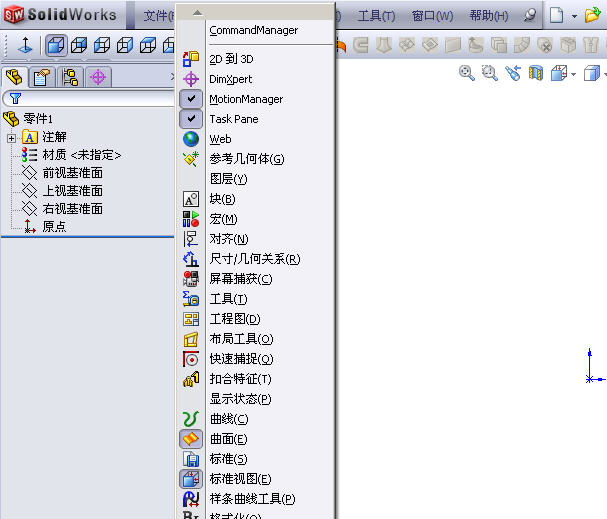 SolidWorks 文件 工具(T) 窗口(W) 帮助(H)
CommandManager
2D 到 3D
DimXpert
MotionManager
Task Pane
Web
参考几何体(G)
图层(Y)
块(B)
宏(M)
对齐(N)
尺寸/几何关系(R)
屏幕捕获(C)
工具(T)
工程图(D)
布局工具(O)
快速捕捉(Q)
扣合特征(T)
显示状态(P)
曲线(C)
曲面(E)
标准(S)
标准视图(E)
样条曲线工具(P)
零件1
注解
材质 <未指定>
前视基准面
上视基准面
右视基准面
原点